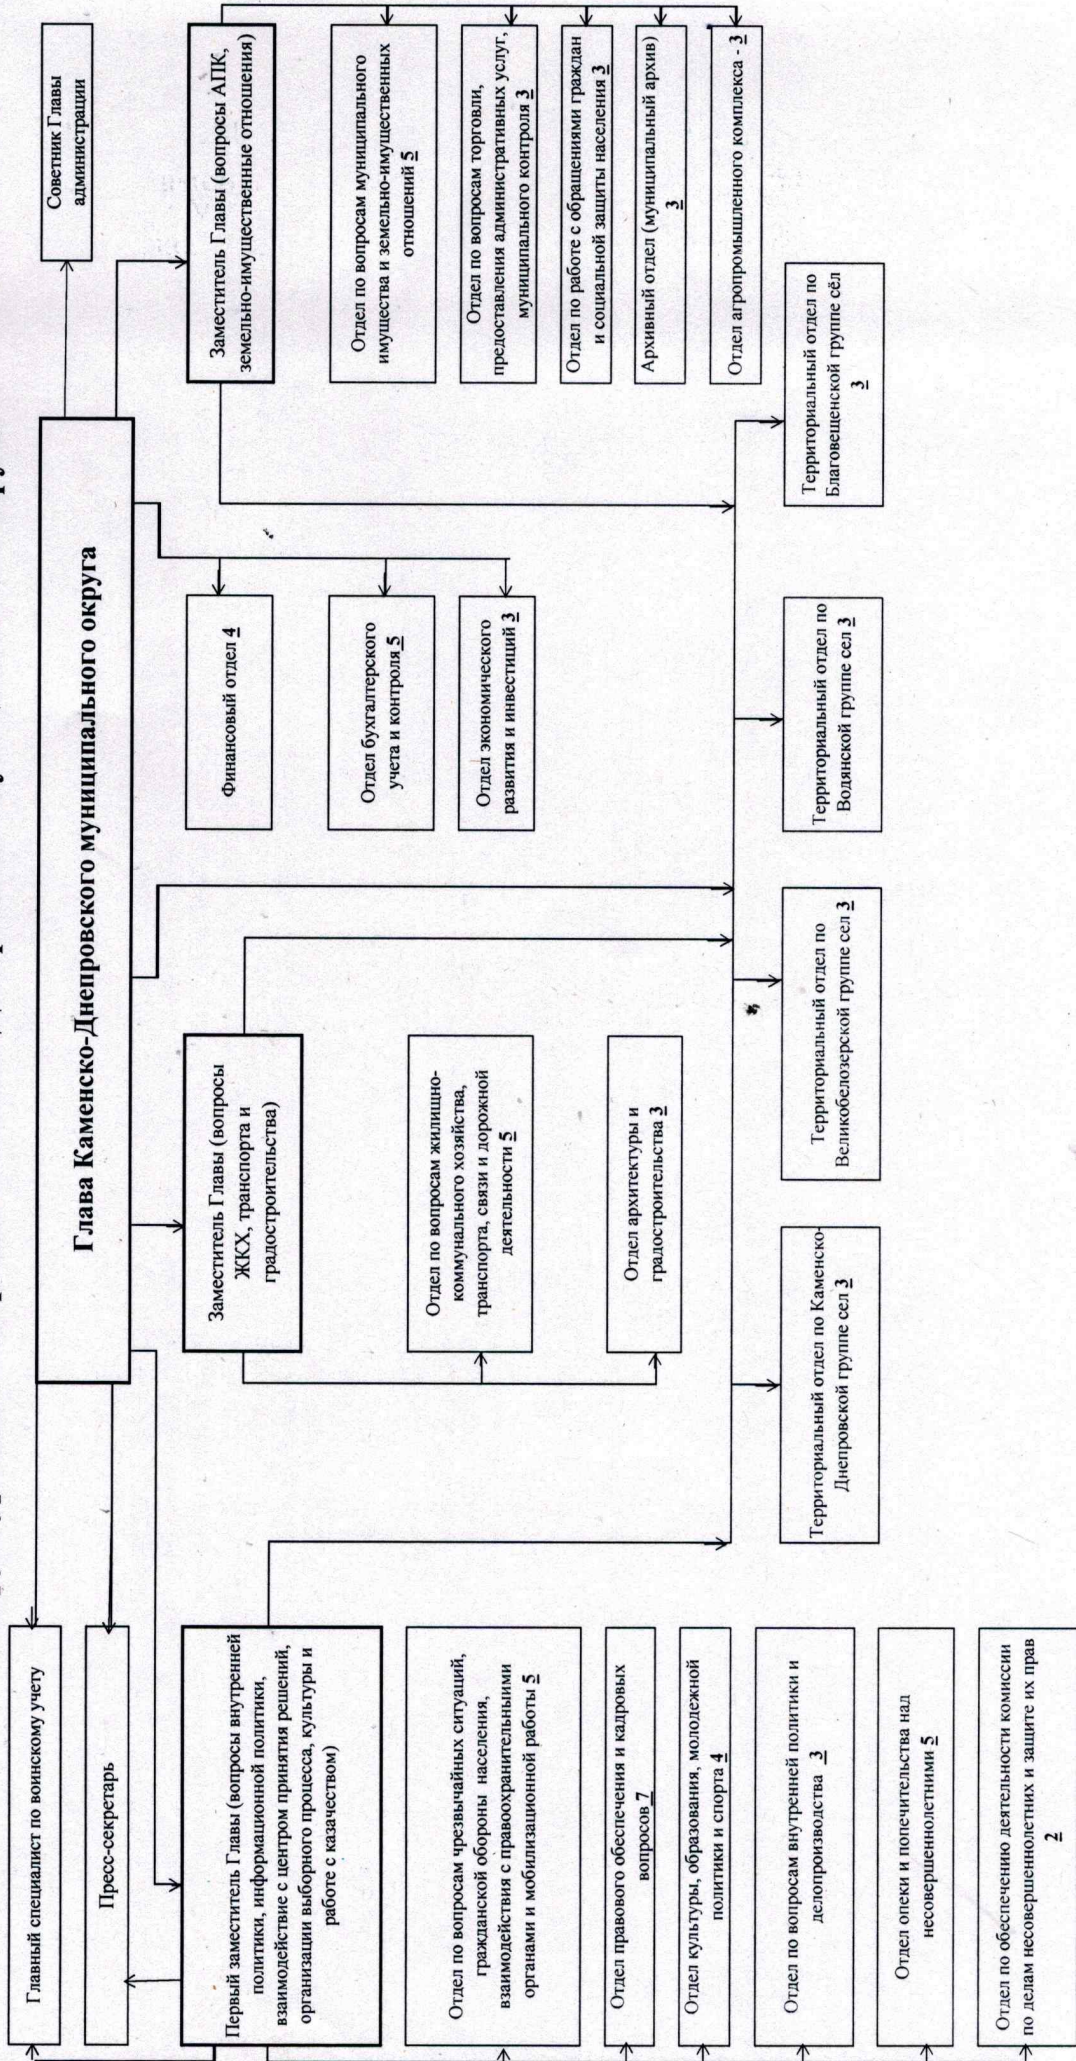 Глава Каменско-Днепровского муниципального округа
Главный специалист по воинскому учету
Пресс-секретарь
Советник Главы
администрации
Первый заместитель Главы (вопросы внутренней
политики, информационной политики,
взаимодействие с центром принятия решений,
организации выборного процесса, культуры и
работе с казачеством)
Заместитель Главы (вопросы
ЖКХ, транспорта и
градостроительства)
Финансовый отдел 4
Заместитель Главы (вопросы АПК,
земельно-имущественные отношения)
Отдел по вопросам чрезвычайных ситуаций,
гражданской обороны населения,
взаимодействия с правоохранительными
органами и мобилизационной работы 5
Отдел по вопросам жилищно-
коммунального хозяйства,
транспорта, связи и дорожной
деятельности 5
Отдел бухгалтерского
учета и контроля 5
Отдел по вопросам муниципального
имущества и земельно-имущественных
отношений 5
Отдел экономического
развития и инвестиций 3
Отдел по вопросам торговли,
предоставления административных услуг,
муниципального контроля 3
Отдел правового обеспечения и кадровых
вопросов 7
Отдел архитектуры и
градостроительства 3
Отдел по работе с обращениями граждан
и социальной защиты населения 3
Отдел культуры, образования, молодежной
политики и спорта 4
Архивный отдел (муниципальный архив)
3
Отдел по вопросам внутренней политики и
делопроизводства 3
Отдел агропромышленного комплекса - 3
Территориальный отдел по Каменско-
Днепровской группе сел 3
Территориальный отдел по
Великобелозерской группе сел 3
Территориальный отдел по
Водянской группе сел 3
Территориальный отдел по
Благовещенской группе сёл
3
Отдел опеки и попечительства над
несовершеннолетними 5
Отдел по обеспечению деятельности комиссии
по делам несовершеннолетних и защите их прав
2